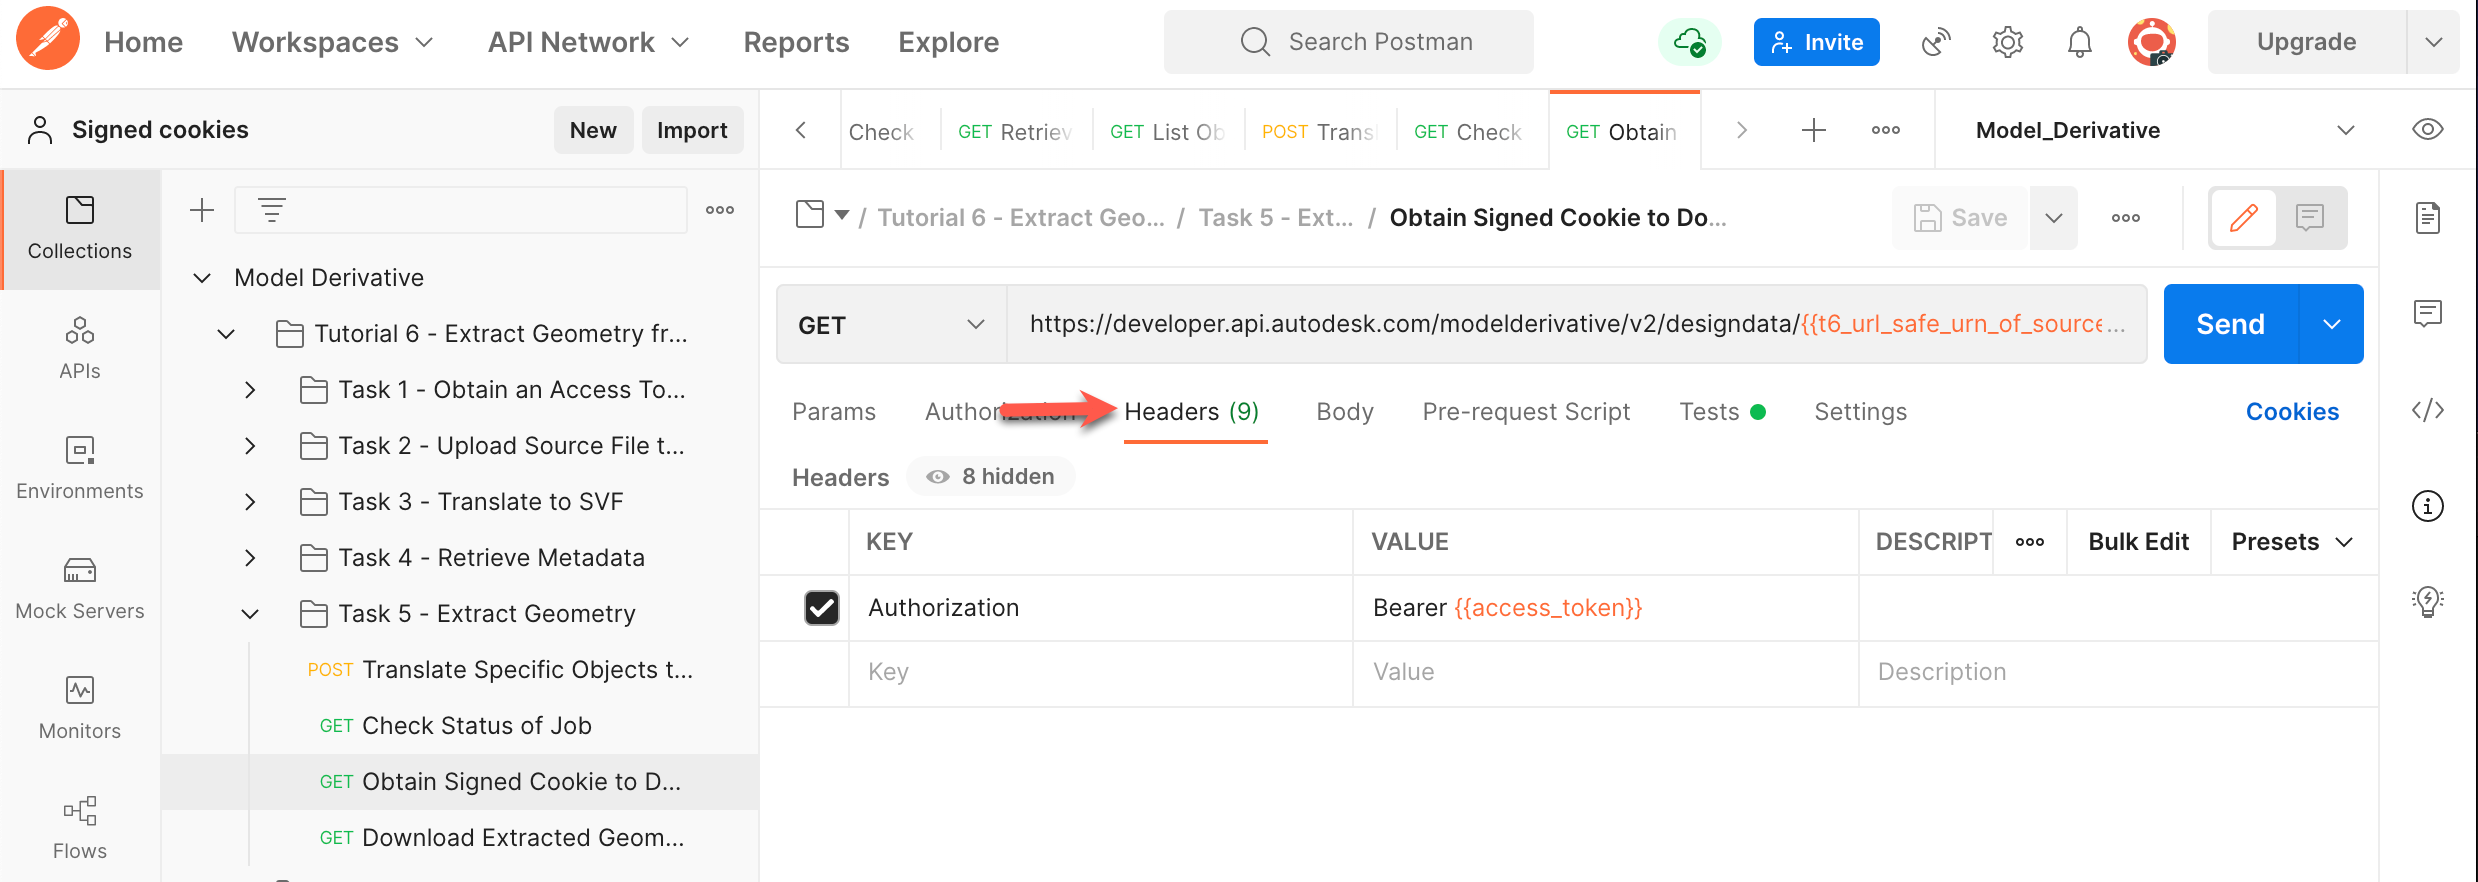 Home
Workspaces
API Network
Reports
Explore
Search Postman
Invite
Upgrade
Signed cookies
New
Import
Check
GET Retriev
GET List Ob
POST Trans
GET Check
GET Obtain
Model_Derivative
Collections
APIs
Environments
Mock Servers
Monitors
Flows
Model Derivative
Tutorial 6 - Extract Geometry fr...
Task 1 - Obtain an Access To...
Task 2 - Upload Source File t...
Task 3 - Translate to SVF
Task 4 - Retrieve Metadata
Task 5 - Extract Geometry
POST Translate Specific Objects t...
GET Check Status of Job
GET Obtain Signed Cookie to D...
GET Download Extracted Geom...
/ Tutorial 6 - Extract Geo... / Task 5 - Ext... / Obtain Signed Cookie to Do...
Save
GET
https://developer.api.autodesk.com/modelderivative/v2/designdata/{{t6_url_safe_urn_of_source...
Send
Params
Authorization
Headers (9)
Body
Pre-request Script
Tests
Settings
Cookies
Headers
8 hidden
KEY
VALUE
DESCRIPT
Bulk Edit
Presets
Authorization
Bearer {{access_token}}
Key
Value
Description